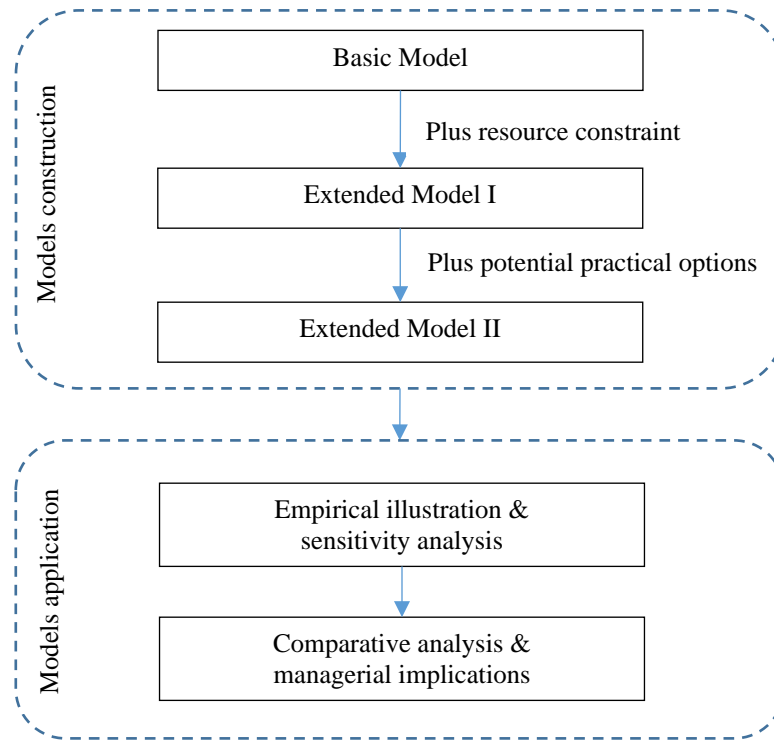 Models construction
Basic Model
Plus resource constraint
Extended Model I
Plus potential practical options
Extended Model II
Models application
Empirical illustration &
sensitivity analysis
Comparative analysis &
managerial implications